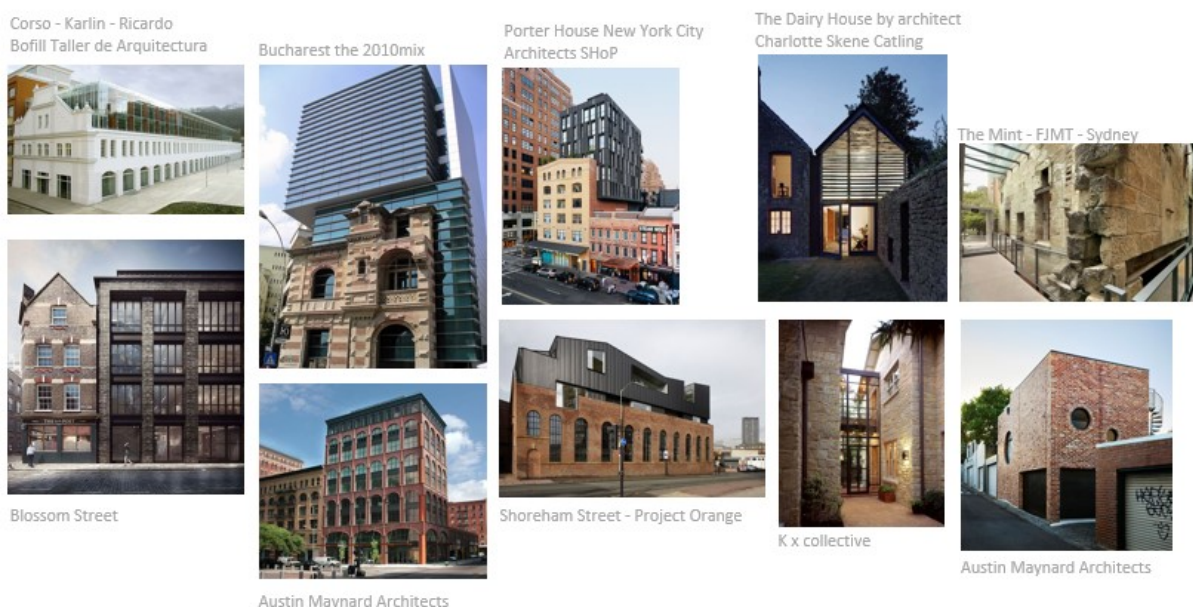 Corso - Karlin - Ricardo
Bofill Taller de Arquitectura
Bucharest the 2010mix
Porter House New York City
Architects SHoP
The Dairy House by architect
Charlotte Skene Catling
The Mint - FJMT - Sydney
Blossom Street
Shoreham Street - Project Orange
K x collective
Austin Maynard Architects
Austin Maynard Architects